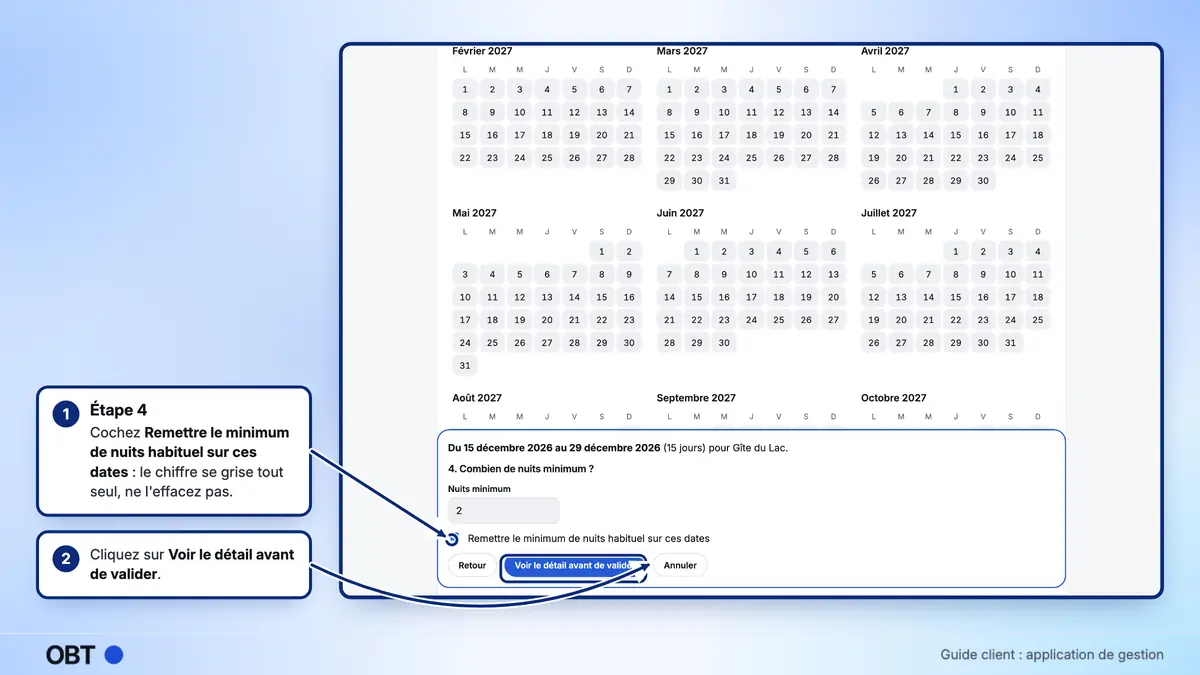 Février 2027
L M M J V S D
1 2 3 4 5 6 7
8 9 10 11 12 13 14
15 16 17 18 19 20 21
22 23 24 25 26 27 28
Mars 2027
L M M J V S D
1 2 3 4 5 6 7
8 9 10 11 12 13 14
15 16 17 18 19 20 21
22 23 24 25 26 27 28
29 30 31
Avril 2027
L M M J V S D
1 2 3 4
5 6 7 8 9 10 11
12 13 14 15 16 17 18
19 20 21 22 23 24 25
26 27 28 29 30
Mai 2027
L M M J V S D
1 2
3 4 5 6 7 8 9
10 11 12 13 14 15 16
17 18 19 20 21 22 23
24 25 26 27 28 29 30
31
Juin 2027
L M M J V S D
1 2 3 4 5 6
7 8 9 10 11 12 13
14 15 16 17 18 19 20
21 22 23 24 25 26 27
28 29 30
Juillet 2027
L M M J V S D
1 2 3 4
5 6 7 8 9 10 11
12 13 14 15 16 17 18
19 20 21 22 23 24 25
26 27 28 29 30 31
Août 2027
L M M J V S D
Septembre 2027
L M M J V S D
Octobre 2027
L M M J V S D
Du 15 décembre 2026 au 29 décembre 2026 (15 jours) pour Gîte du Lac.
4. Combien de nuits minimum ?
Nuits minimum
2
Remettre le minimum de nuits habituel sur ces dates
Retour
Voir le détail avant de valider
Annuler
1
Étape 4
Cochez Remettre le minimum
de nuits habituel sur ces
dates : le chiffre se grise tout
seul, ne l'effacez pas.
2
Cliquez sur Voir le détail avant
de valider.
OBT
Guide client : application de gestion